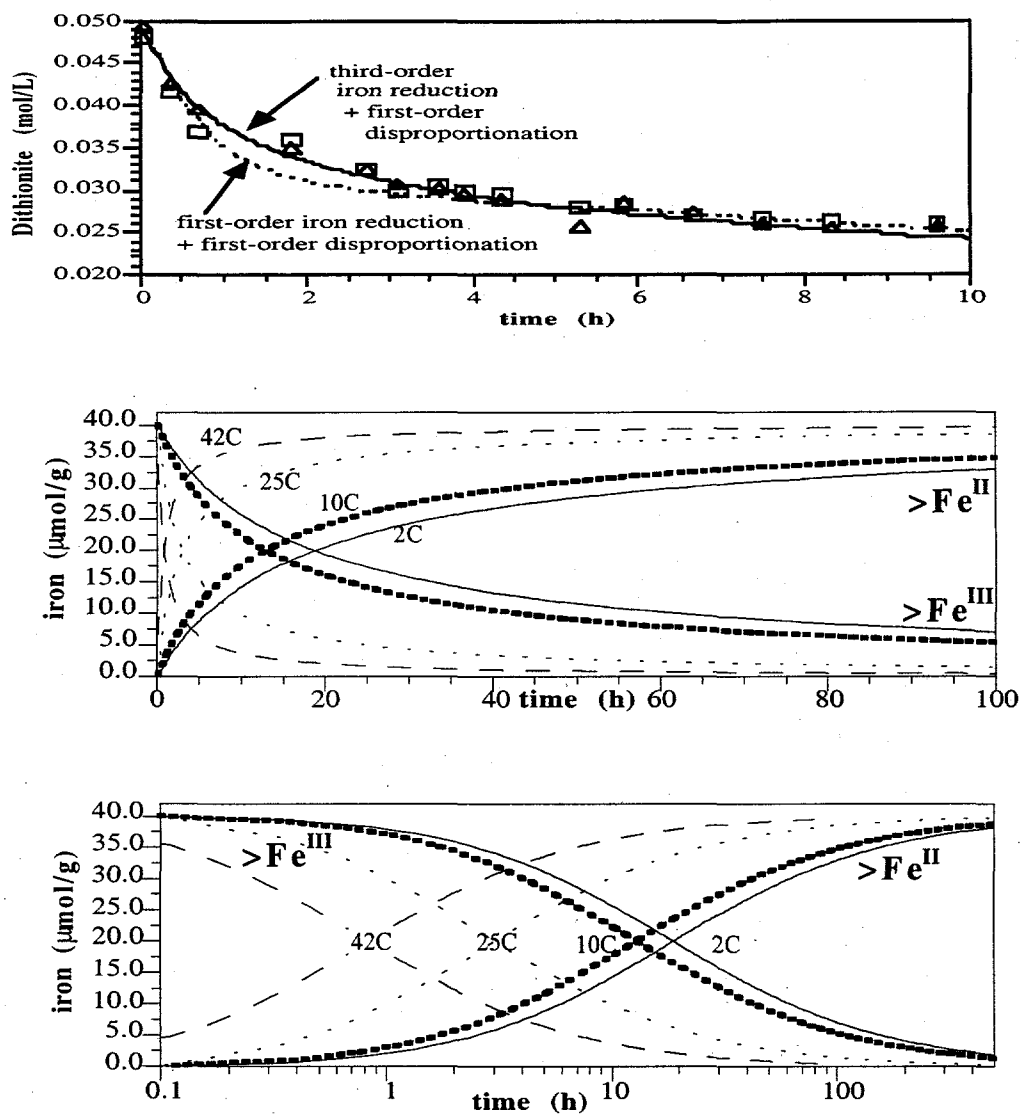 0.050
0.045
0.040
0.035
0.030
0.025
0.020
Dithionite (mol/L)
third-order
iron reduction
+ first-order
disproportionation
first-order iron reduction
+ first-order disproportionation
0 2 4 6 8 10
time (h)
40.0
35.0
30.0
25.0
20.0
15.0
10.0
5.0
0.0
iron (µmol/g)
42C
25C
10C
2C
>Fe^II
>Fe^III
0 20 40 60 80 100
time (h)
40.0
35.0
30.0
25.0
20.0
15.0
10.0
5.0
0.0
iron (µmol/g)
>Fe^III
>Fe^II
42C 25C 10C 2C
0.1 1 10 100
time (h)